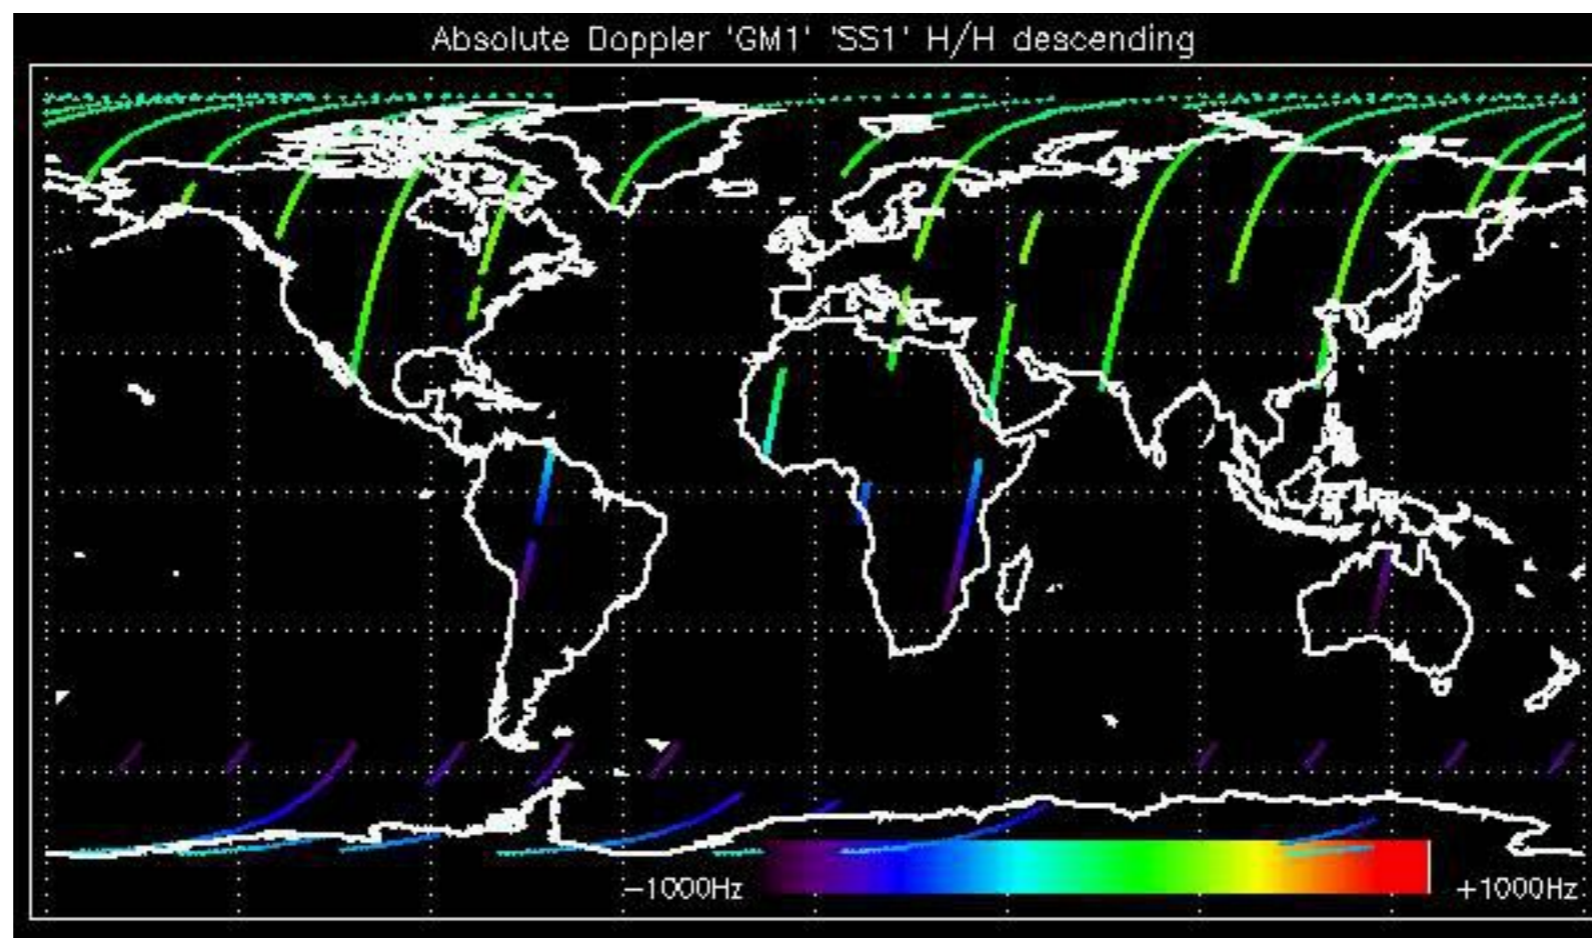 Absolute Doppler 'GM1' 'SS1' H/H descending
−1000Hz
+1000Hz